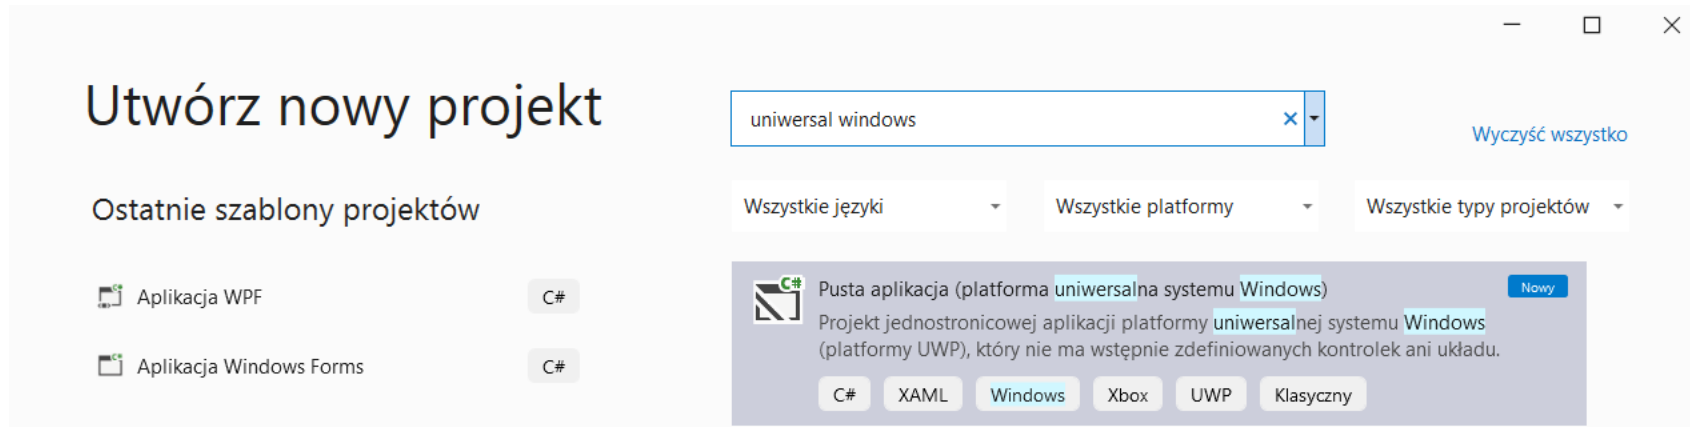 Utwórz nowy projekt
uniwersal windows
Wyczyść wszystko
Ostatnie szablony projektów
Wszystkie języki
Wszystkie platformy
Wszystkie typy projektów
Aplikacja WPF
C#
Aplikacja Windows Forms
C#
C#
Pusta aplikacja (platforma uniwersalna systemu Windows)
Nowy
Projekt jednostronicowej aplikacji platformy uniwersalnej systemu Windows
(platformy UWP), który nie ma wstępnie zdefiniowanych kontrolek ani układu.
C#
XAML
Windows
Xbox
UWP
Klasyczny